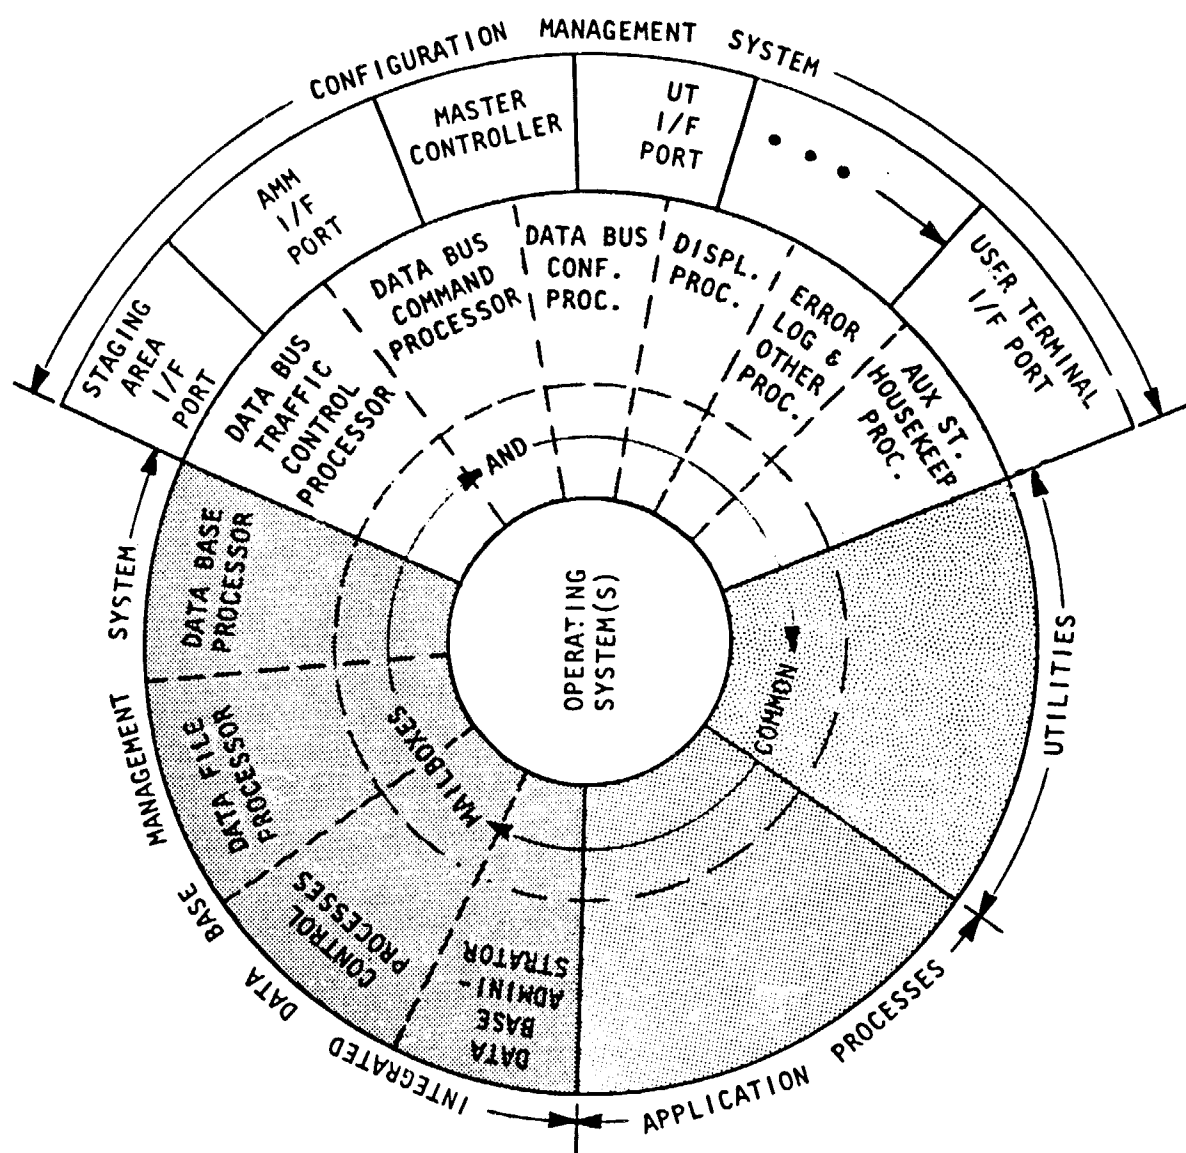 CONFIGURATION MANAGEMENT SYSTEM
STAGING
AREA
I/F
PORT
AMM
I/F
PORT
MASTER
CONTROLLER
UT
I/F
PORT
USER TERMINAL
I/F PORT
DATA BUS
TRAFFIC
CONTROL
PROCESSOR
DATA BUS
COMMAND
PROCESSOR
DATA BUS
CONF.
PROC.
DISPL.
PROC.
ERROR
LOG &
OTHER
PROC.
AUX ST.
HOUSEKEEP
PROC.
UTILITIES
APPLICATION PROCESSES
INTEGRATED DATA BASE MANAGEMENT SYSTEM
DATA BASE
PROCESSOR
DATA FILE
PROCESSOR
CONTROL
PROCESSES
DATA
BASE
ADMINI-
STRATOR
COMMON
MAILBOXES
AND
OPERATING
SYSTEM(S)